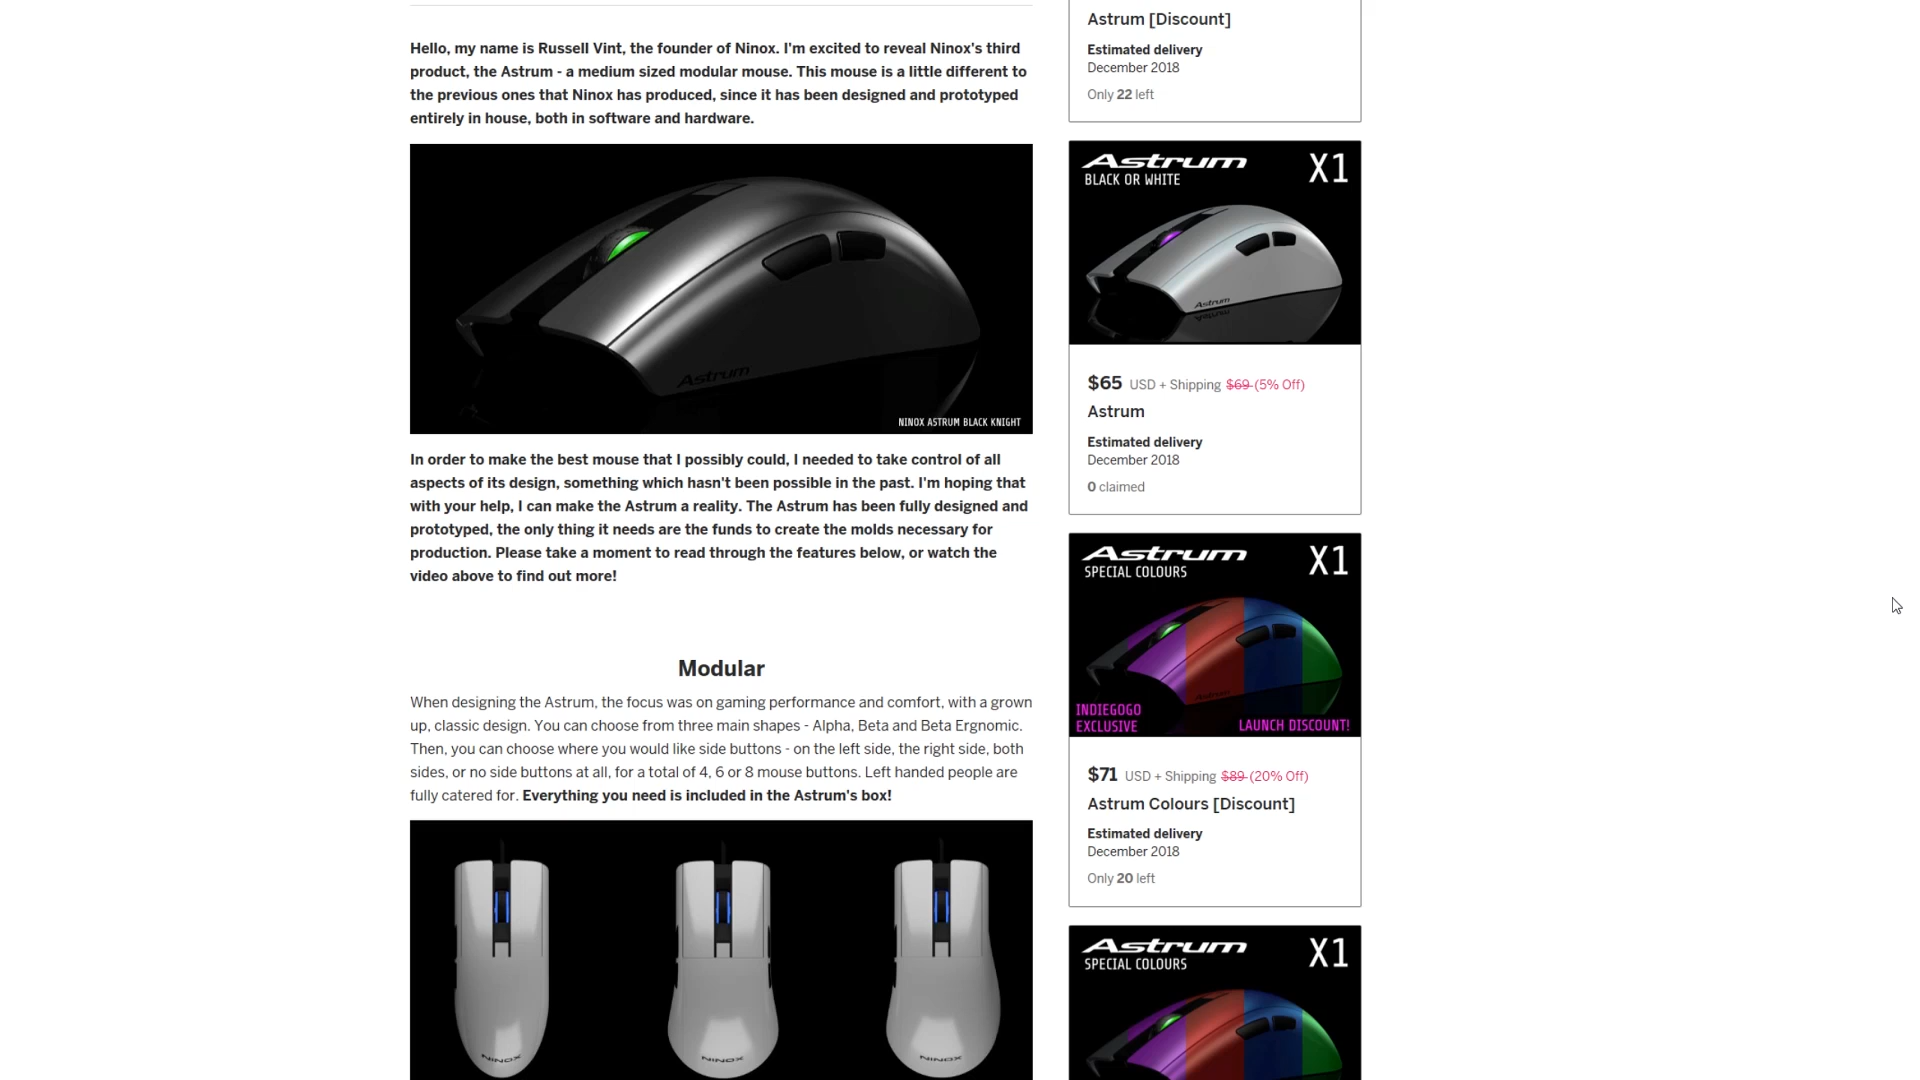 Hello, my name is Russell Vint, the founder of Ninox. I'm excited to reveal Ninox's third
product, the Astrum - a medium sized modular mouse. This mouse is a little different to
the previous ones that Ninox has produced, since it has been designed and prototyped
entirely in house, both in software and hardware.
Astrum
NINOX ASTRUM BLACK KNIGHT
In order to make the best mouse that I possibly could, I needed to take control of all
aspects of its design, something which hasn't been possible in the past. I'm hoping that
with your help, I can make the Astrum a reality. The Astrum has been fully designed and
prototyped, the only thing it needs are the funds to create the molds necessary for
production. Please take a moment to read through the features below, or watch the
video above to find out more!
Modular
When designing the Astrum, the focus was on gaming performance and comfort, with a grown
up, classic design. You can choose from three main shapes - Alpha, Beta and Beta Ergnomic.
Then, you can choose where you would like side buttons - on the left side, the right side, both
sides, or no side buttons at all, for a total of 4, 6 or 8 mouse buttons. Left handed people are
fully catered for. Everything you need is included in the Astrum's box!
NINOX NINOX NINOX
Astrum [Discount]
Estimated delivery
December 2018
Only 22 left
Astrum X1
BLACK OR WHITE
Astrum
$65 USD + Shipping $69 (5% Off)
Astrum
Estimated delivery
December 2018
0 claimed
Astrum X1
SPECIAL COLOURS
Astrum
INDIEGOGO
EXCLUSIVE LAUNCH DISCOUNT!
$71 USD + Shipping $89 (20% Off)
Astrum Colours [Discount]
Estimated delivery
December 2018
Only 20 left
Astrum X1
SPECIAL COLOURS